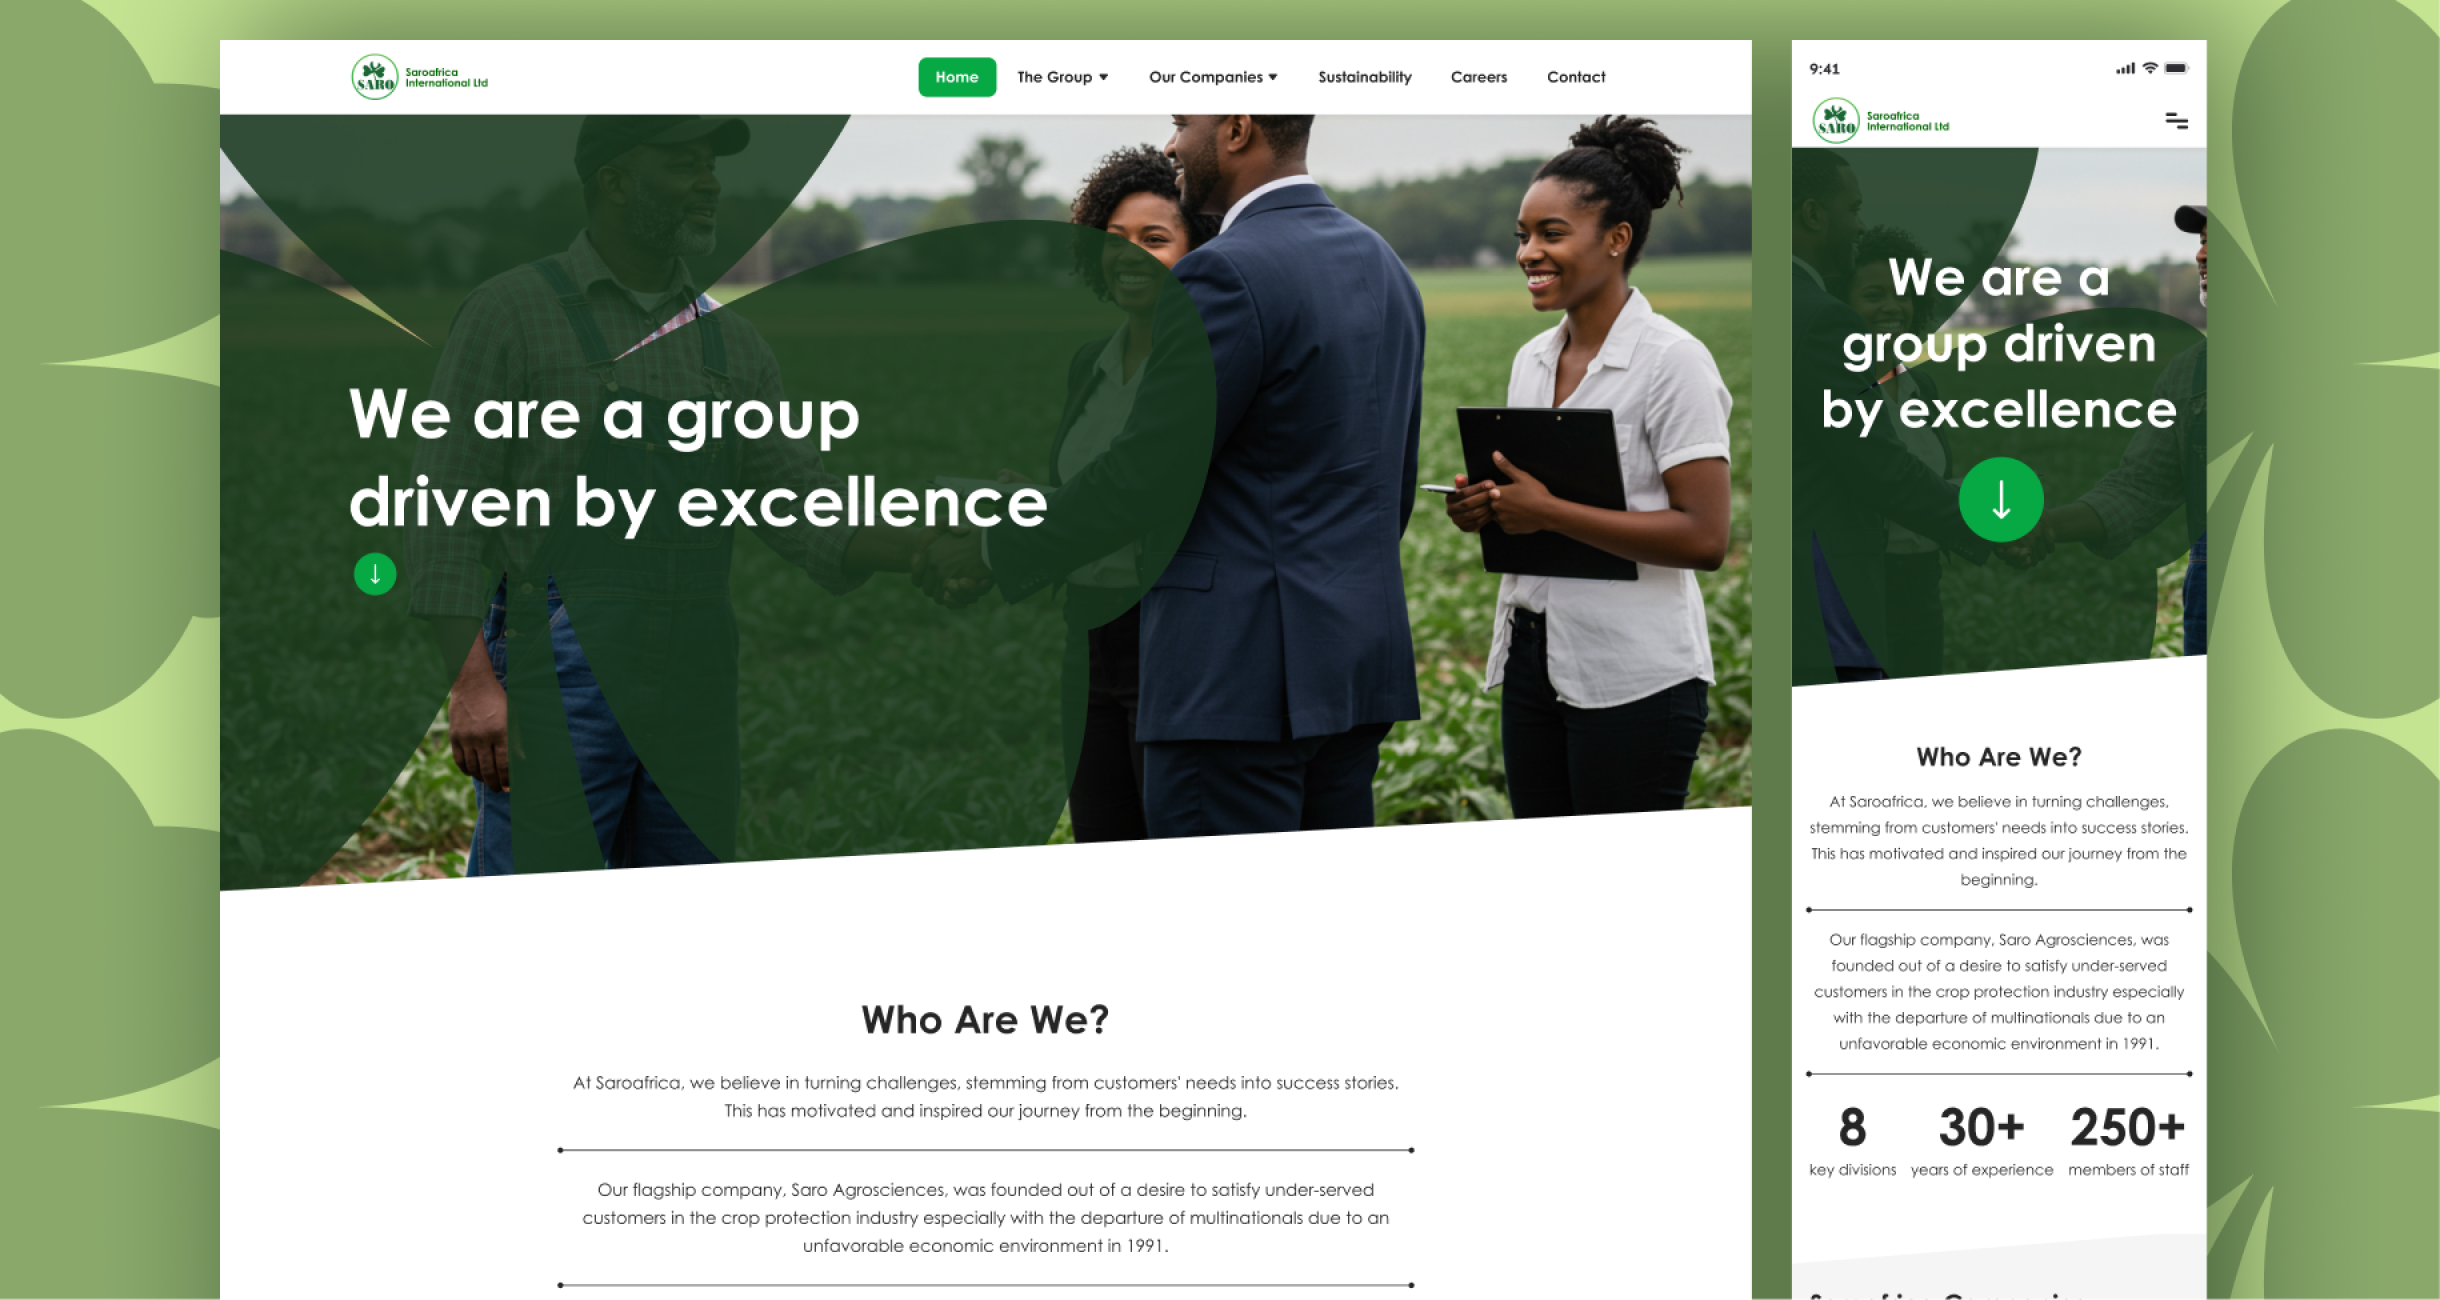 SARO
Saroafrica
International Ltd
Home
The Group
Our Companies
Sustainability
Careers
Contact
We are a group
driven by excellence
Who Are We?
At Saroafrica, we believe in turning challenges, stemming from customers' needs into success stories.
This has motivated and inspired our journey from the beginning.
Our flagship company, Saro Agrosciences, was founded out of a desire to satisfy under-served
customers in the crop protection industry especially with the departure of multinationals due to an
unfavorable economic environment in 1991.
9:41
SARO
Saroafrica
International Ltd
We are a
group driven
by excellence
Who Are We?
At Saroafrica, we believe in turning challenges,
stemming from customers' needs into success stories.
This has motivated and inspired our journey from the
beginning.
Our flagship company, Saro Agrosciences, was
founded out of a desire to satisfy under-served
customers in the crop protection industry especially
with the departure of multinationals due to an
unfavorable economic environment in 1991.
8
30+
250+
key divisions
years of experience
members of staff